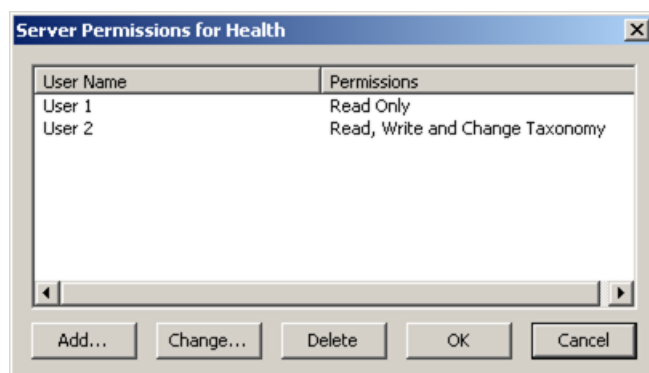 Server Permissions for Health
User Name Permissions
User 1 Read Only
User 2 Read, Write and Change Taxonomy
Add... Change... Delete OK Cancel